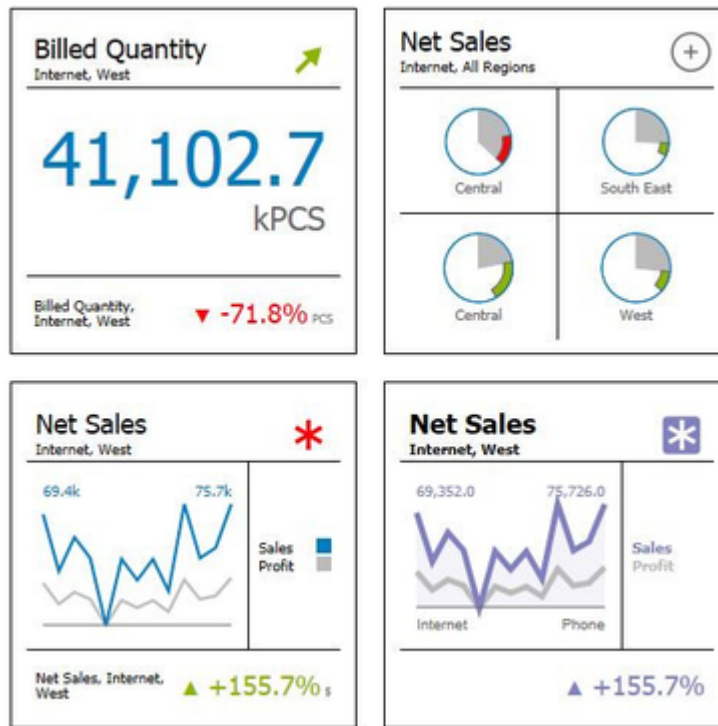 Billed Quantity
Internet, West
41,102.7
kPCS
Billed Quantity,
Internet, West
▼ -71.8% PCS
Net Sales
Internet, All Regions
Central
South East
Central
West
Net Sales
Internet, West
69.4k 75.7k
Sales
Profit
Net Sales, Internet,
West
▲ +155.7% $
Net Sales
Internet, West
69,352.0 75,726.0
Sales
Profit
Internet Phone
▲ +155.7%